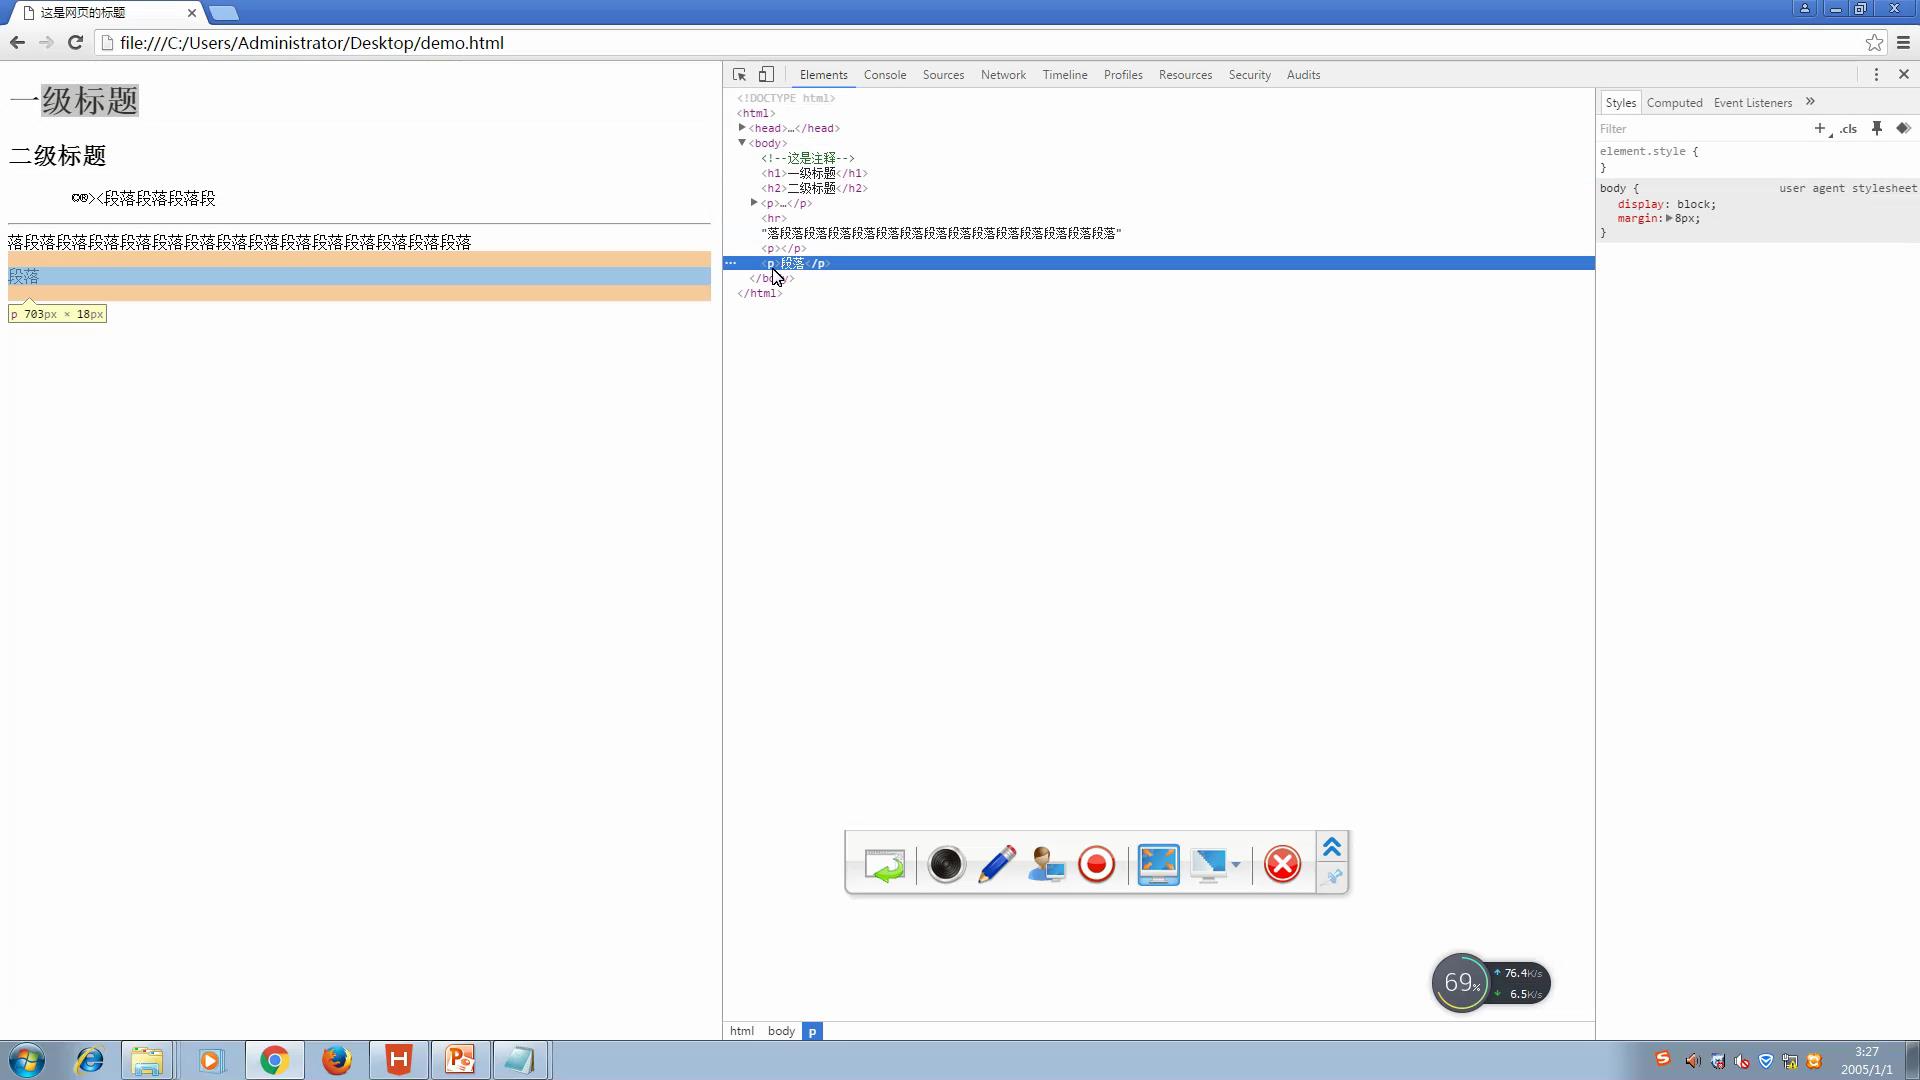 这是网页的标题
file:///C:/Users/Administrator/Desktop/demo.html
一级标题
二级标题
><段落段落段落段
落段落段落段落段落段落段落段落段落段落段落段落段落段落段落
段落
p 703px × 18px
Elements Console Sources Network Timeline Profiles Resources Security Audits
<!DOCTYPE html>
<html>
<head>…</head>
<body>
<!--这是注释-->
<h1>一级标题</h1>
<h2>二级标题</h2>
<p>…</p>
<hr>
"落段落段落段落段落段落段落段落段落段落段落段落段落段落段落"
<p></p>
<p>段落</p>
</body>
</html>
html body p
Styles Computed Event Listeners »
Filter
+ .cls
element.style {
}
body { user agent stylesheet
display: block;
margin: 8px;
}
69%
76.4K/s
6.5K/s
3:27
2005/1/1